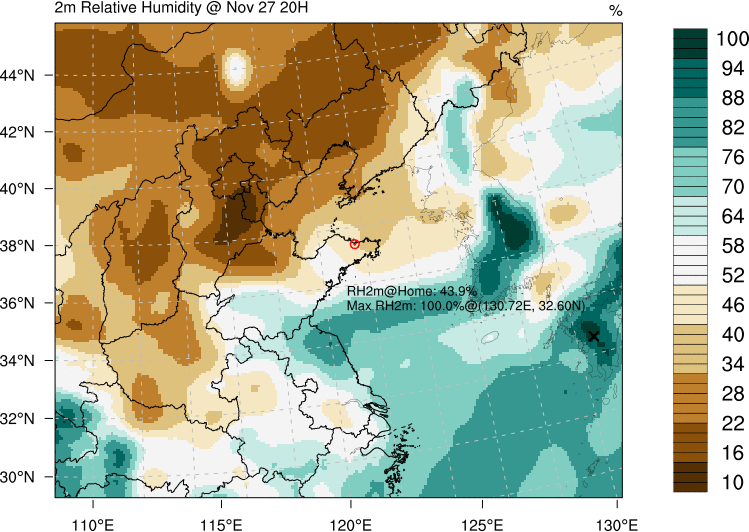 2m Relative Humidity @ Nov 27 20H
%
44°N
42°N
40°N
38°N
36°N
34°N
32°N
30°N
RH2m@Home: 43.9%
Max RH2m: 100.0%@(130.72E, 32.60N)
110°E
115°E
120°E
125°E
130°E
100
94
88
82
76
70
64
58
52
46
40
34
28
22
16
10